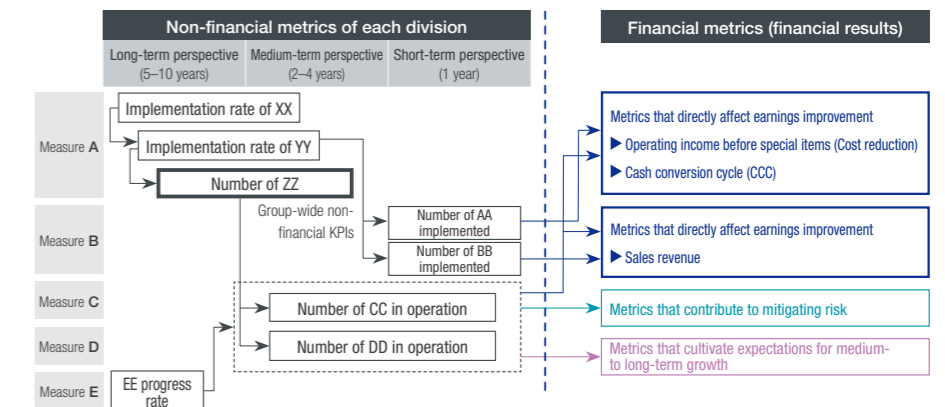 Non-financial metrics of each division
Financial metrics (financial results)
Long-term perspective
(5–10 years)
Medium-term perspective
(2–4 years)
Short-term perspective
(1 year)
Measure A
Implementation rate of XX
Implementation rate of YY
Number of ZZ
Group-wide non-
financial KPIs
Measure B
Number of AA
implemented
Number of BB
implemented
Measure C
Number of CC in operation
Measure D
Number of DD in operation
Measure E
EE progress
rate
Metrics that directly affect earnings improvement
▶ Operating income before special items (Cost reduction)
▶ Cash conversion cycle (CCC)
Metrics that directly affect earnings improvement
▶ Sales revenue
Metrics that contribute to mitigating risk
Metrics that cultivate expectations for medium-
to long-term growth